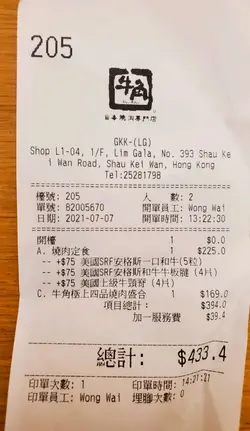 205
牛角
日本燒肉專門店
GKK-(LG)
Shop L1-04, 1/F, Lim Gala, No. 393 Shau Ke
i Wan Road, Shau Kei Wan, Hong Kong
Tel:25281798
檯號: 205 人 數: 2
單號: 82005670 開單員工: Wong Wai
日期: 2021-07-07 開單時間: 13:22:30
開檯 1 $0.0
A. 燒肉定食 1 $225.0
-- +$75 美國SRF安格斯一口和牛(5粒)
-- +$75 美國SRF安格斯和牛牛板腱 (4片)
-- +$75 美國上級牛頸脊 (4片)
C. 牛角極上四品燒肉盛合 1 $169.0
項目總計: $394.0
加一服務費 $39.4
總計: $433.4
印單次數: 1 印單時間: 14:21:21
印單員工: Wong Wai 埋腳次數: 0